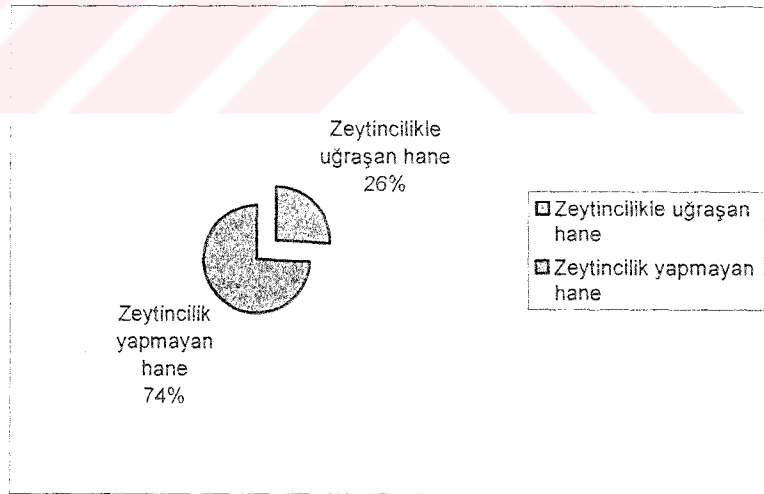 Zeytincilikle
uğraşan hane
26%
Zeytincilik
yapmayan
hane
74%
Zeytincilikle uğraşan
hane
Zeytincilik yapmayan
hane